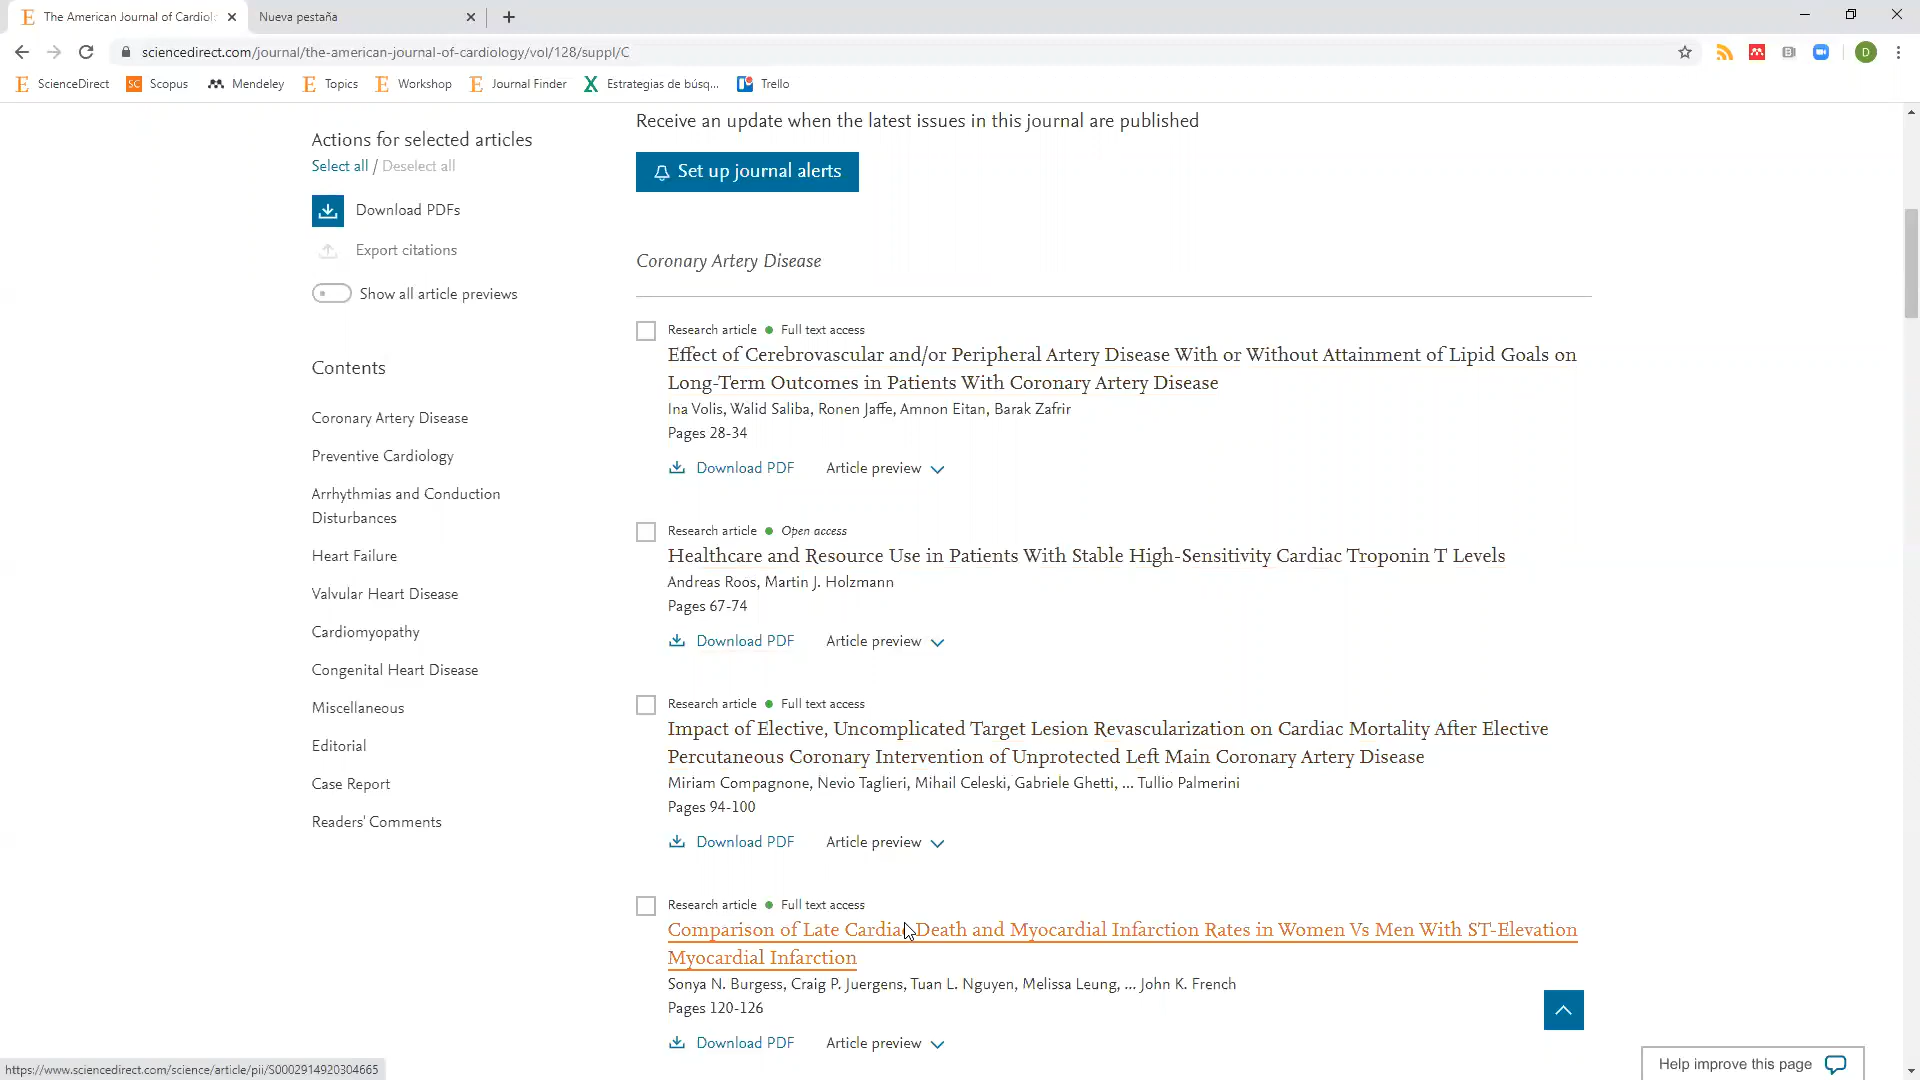 The American Journal of Cardiol
Nueva pestaña
sciencedirect.com/journal/the-american-journal-of-cardiology/vol/128/suppl/C
D
ScienceDirect
SC Scopus
Mendeley
Topics
Workshop
Journal Finder
Estrategias de búsq...
Trello
Actions for selected articles
Select all / Deselect all
Download PDFs
Export citations
Show all article previews
Contents
Coronary Artery Disease
Preventive Cardiology
Arrhythmias and Conduction
Disturbances
Heart Failure
Valvular Heart Disease
Cardiomyopathy
Congenital Heart Disease
Miscellaneous
Editorial
Case Report
Readers' Comments
Receive an update when the latest issues in this journal are published
Set up journal alerts
Coronary Artery Disease
Research article ● Full text access
Effect of Cerebrovascular and/or Peripheral Artery Disease With or Without Attainment of Lipid Goals on
Long-Term Outcomes in Patients With Coronary Artery Disease
Ina Volis, Walid Saliba, Ronen Jaffe, Amnon Eitan, Barak Zafrir
Pages 28-34
Download PDF Article preview
Research article ● Open access
Healthcare and Resource Use in Patients With Stable High-Sensitivity Cardiac Troponin T Levels
Andreas Roos, Martin J. Holzmann
Pages 67-74
Download PDF Article preview
Research article ● Full text access
Impact of Elective, Uncomplicated Target Lesion Revascularization on Cardiac Mortality After Elective
Percutaneous Coronary Intervention of Unprotected Left Main Coronary Artery Disease
Miriam Compagnone, Nevio Taglieri, Mihail Celeski, Gabriele Ghetti, ... Tullio Palmerini
Pages 94-100
Download PDF Article preview
Research article ● Full text access
Comparison of Late Cardiac Death and Myocardial Infarction Rates in Women Vs Men With ST-Elevation
Myocardial Infarction
Sonya N. Burgess, Craig P. Juergens, Tuan L. Nguyen, Melissa Leung, ... John K. French
Pages 120-126
Download PDF Article preview
Help improve this page
https://www.sciencedirect.com/science/article/pii/S0002914920304665